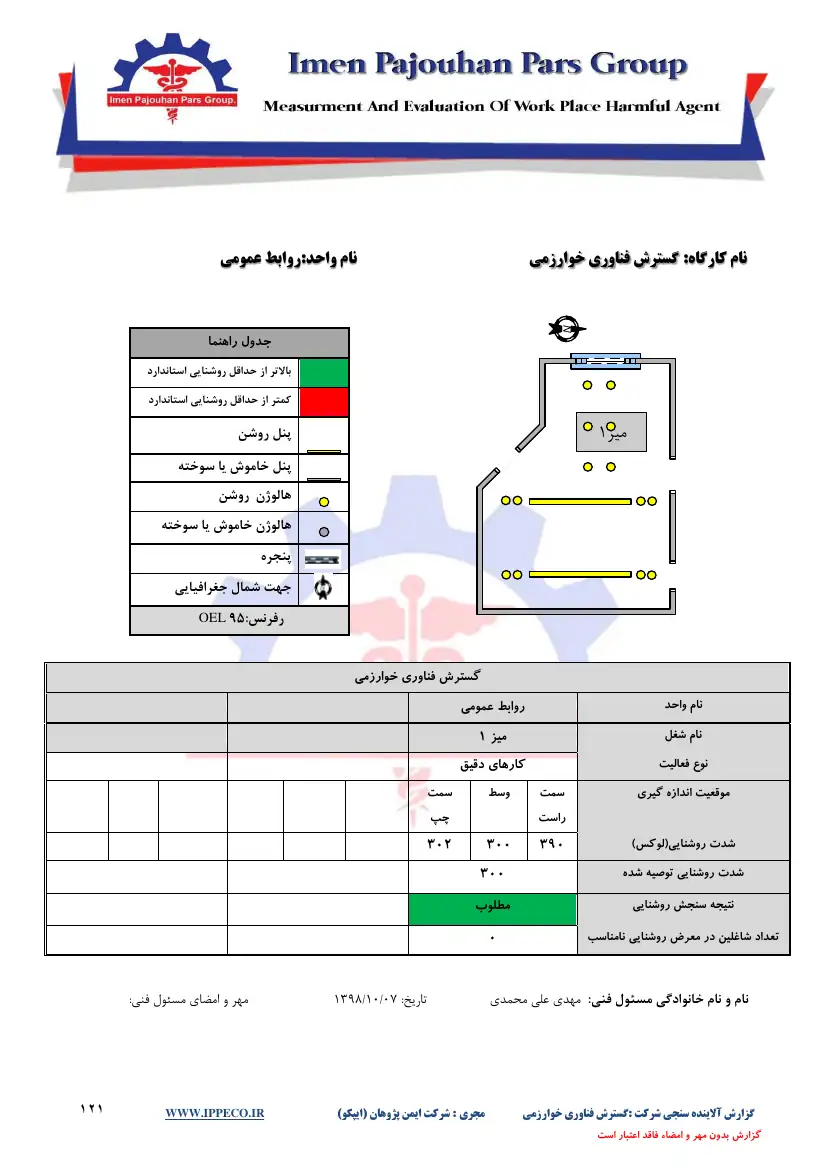 Imen Pajouhan Pars Group
Imen Pajouhan Pars Group.
Measurment And Evaluation Of Work Place Harmful Agent
نام کارگاه: گسترش فناوری خوارزمی
نام واحد:روابط عمومی
جدول راهنما
بالاتر از حداقل روشنایی استاندارد
کمتر از حداقل روشنایی استاندارد
پنل روشن
پنل خاموش یا سوخته
هالوژن روشن
هالوژن خاموش یا سوخته
پنجره
جهت شمال جغرافیایی
رفرنس:OEL ۹۵
N
میز۱
گسترش فناوری خوارزمی
نام واحد روابط عمومی
نام شغل میز ۱
نوع فعالیت کارهای دقیق
موقعیت اندازه گیری سمت راست وسط سمت چپ
شدت روشنایی(لوکس) ۳۹۰ ۳۰۰ ۳۰۲
شدت روشنایی توصیه شده ۳۰۰
نتیجه سنجش روشنایی مطلوب
تعداد شاغلین در معرض روشنایی نامناسب ۰
نام و نام خانوادگی مسئول فنی: مهدی علی محمدی تاریخ: ۱۳۹۸/۱۰/۰۷ مهر و امضای مسئول فنی:
گزارش آلاینده سنجی شرکت :گسترش فناوری خوارزمی مجری : شرکت ایمن پژوهان (ایپکو) WWW.IPPECO.IR ۱۲۱
گزارش بدون مهر و امضاء فاقد اعتبار است